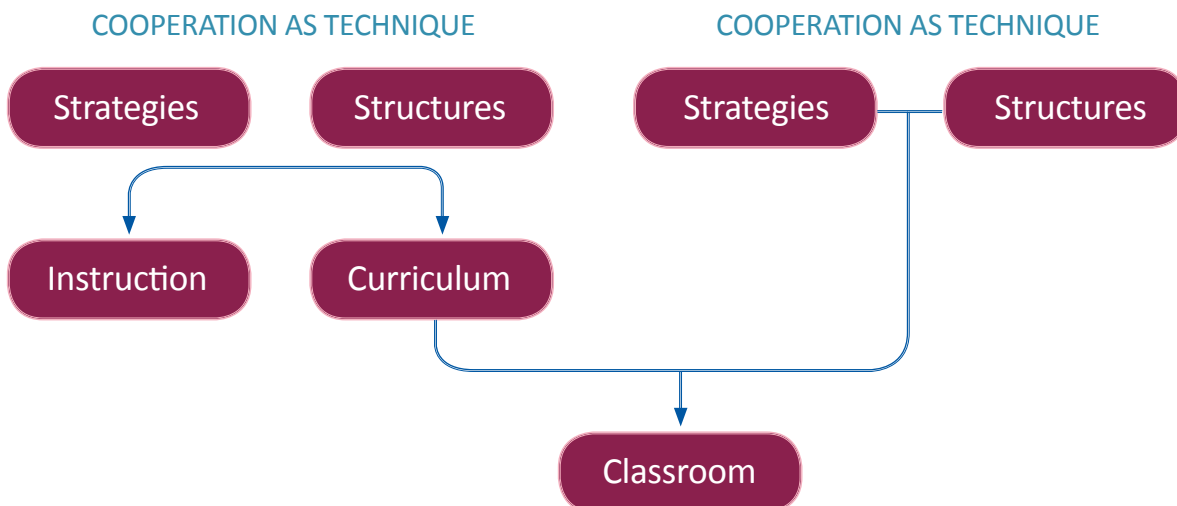 COOPERATION AS TECHNIQUE
COOPERATION AS TECHNIQUE
Strategies
Structures
Strategies
Structures
Instruction
Curriculum
Classroom